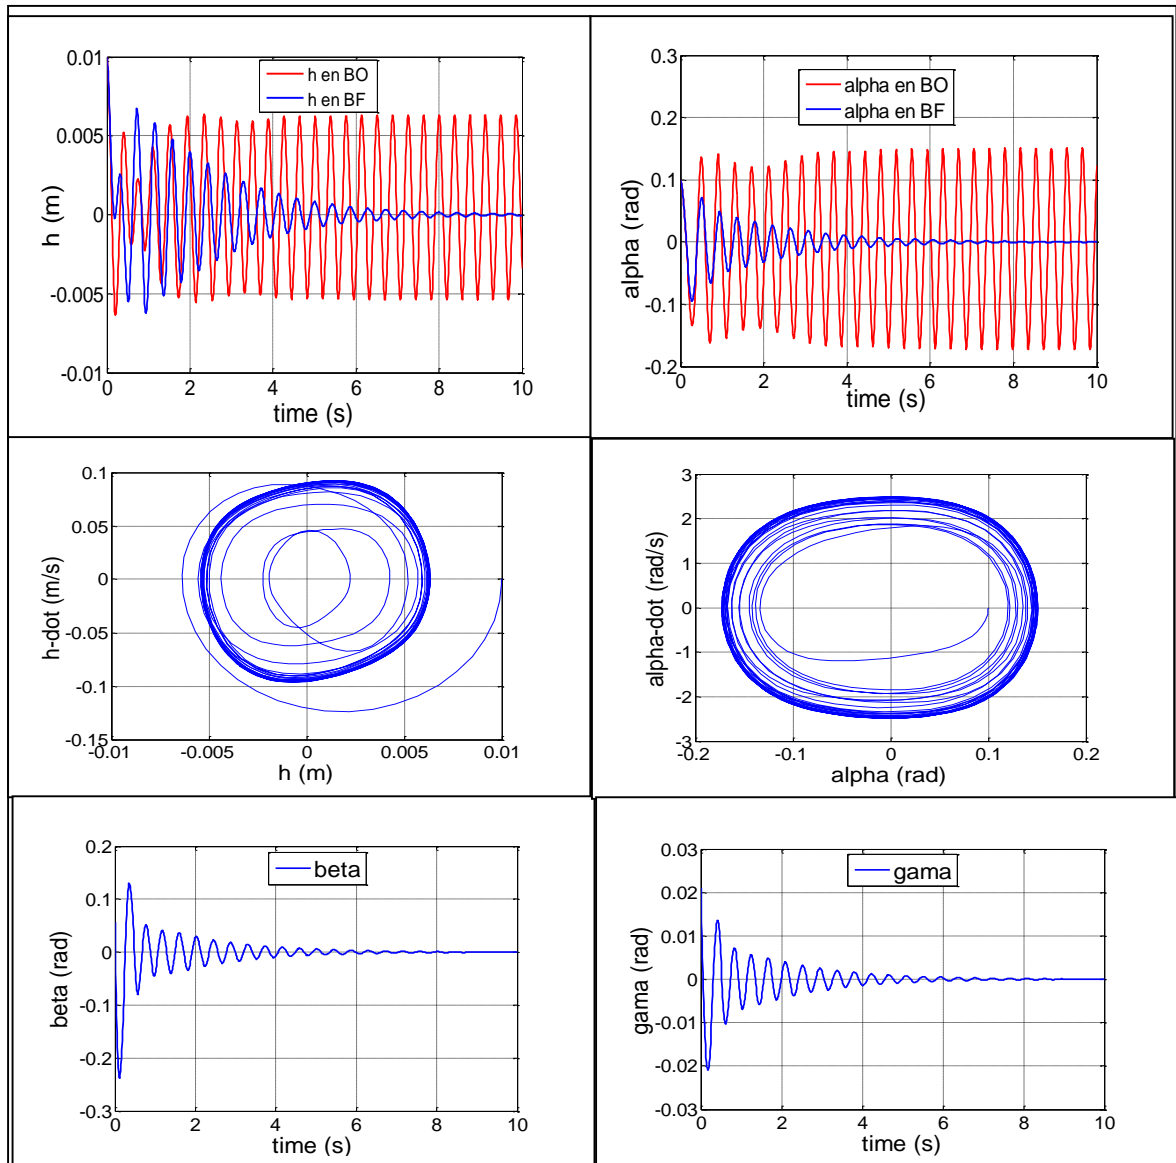 0.01
0.005
0
-0.005
-0.01
h (m)
h en BO
h en BF
0 2 4 6 8 10
time (s)
0.3
0.2
0.1
0
-0.1
-0.2
alpha (rad)
alpha en BO
alpha en BF
0 2 4 6 8 10
time (s)
0.1
0.05
0
-0.05
-0.1
-0.15
h-dot (m/s)
-0.01 -0.005 0 0.005 0.01
h (m)
3
2
1
0
-1
-2
-3
alpha-dot (rad/s)
-0.2 -0.1 0 0.1 0.2
alpha (rad)
0.2
0.1
0
-0.1
-0.2
-0.3
beta (rad)
beta
0 2 4 6 8 10
time (s)
0.03
0.02
0.01
0
-0.01
-0.02
-0.03
gama (rad)
gama
0 2 4 6 8 10
time (s)